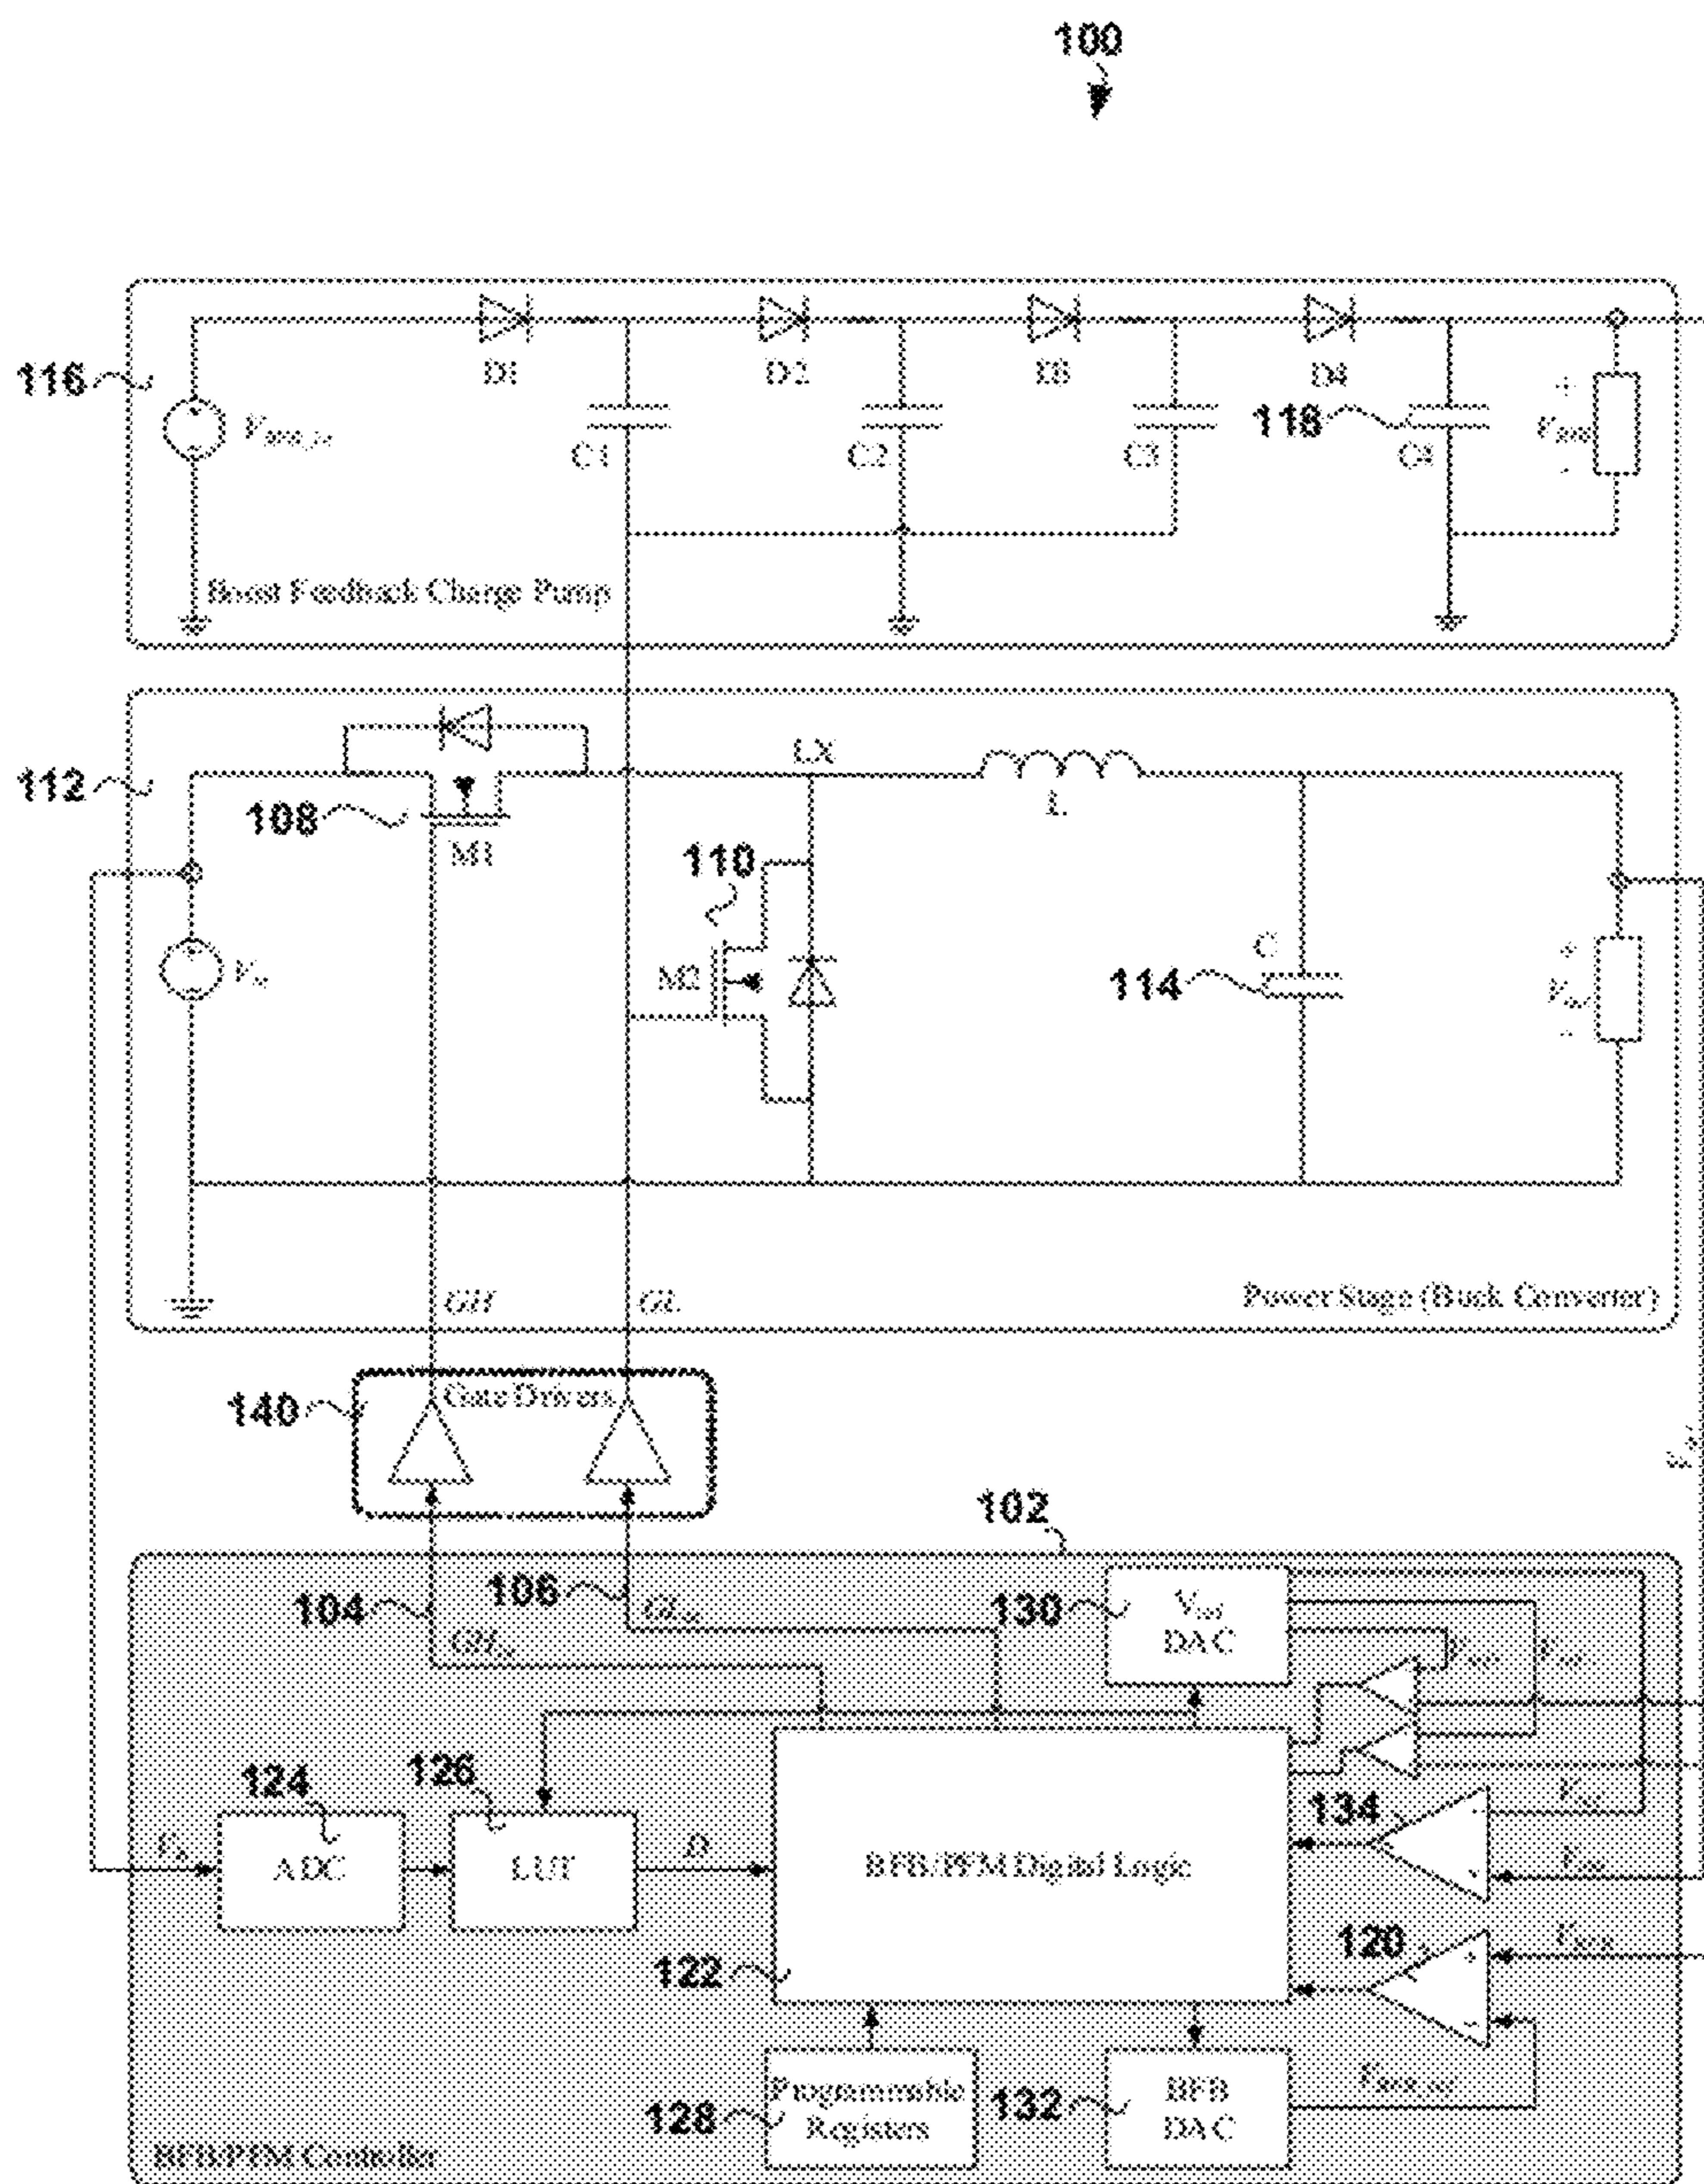 100
116
D1
D2
D3
D4
118
C1
C2
C3
C4
+
-
Boost Feedback Charge Pump
112
108
M1
LX
L
110
M2
C
114
+
-
GH
GL
Power Stage (Buck Converter)
140
Gate Drivers
102
104
106
130
Vref
DAC
124
126
134
ADC
LUT
D
BFB/PFM Digital Logic
120
122
128
Programmable
Registers
132
BFB
DAC
BFB/PFM Controller